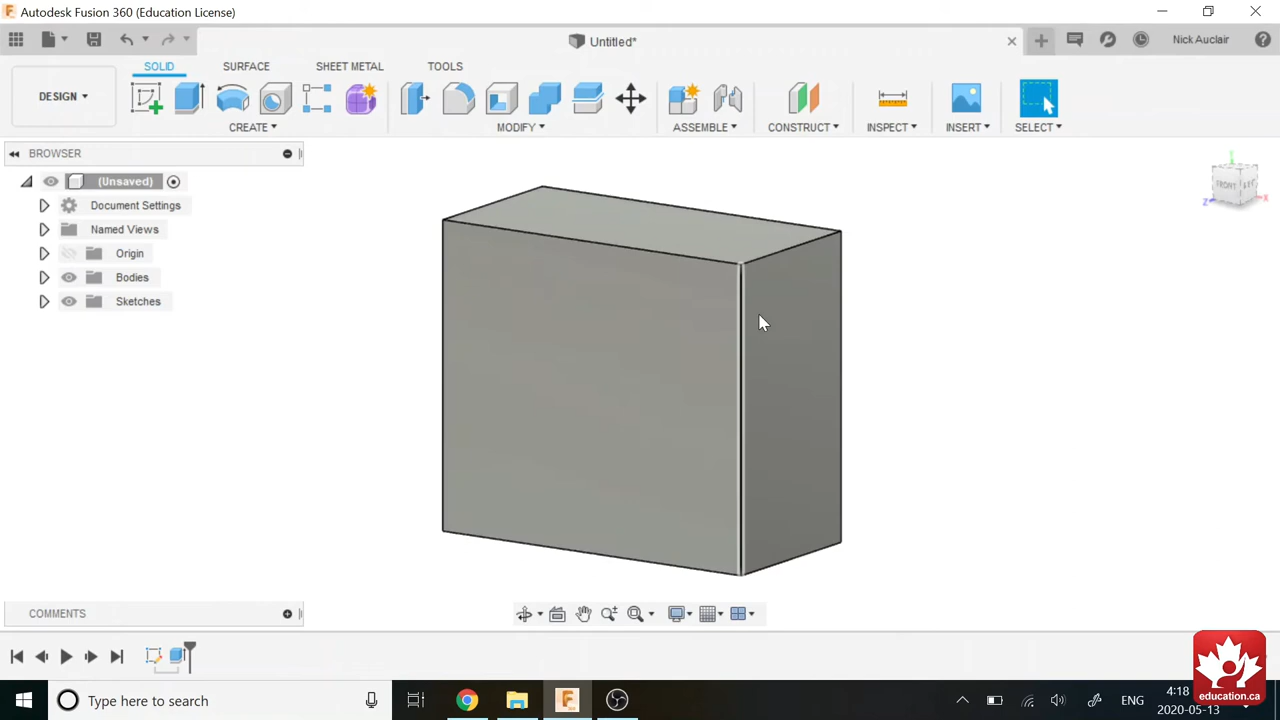 Autodesk Fusion 360 (Education License)
Untitled*
Nick Auclair
SOLID
SURFACE
SHEET METAL
TOOLS
DESIGN
CREATE
MODIFY
ASSEMBLE
CONSTRUCT
INSPECT
INSERT
SELECT
BROWSER
(Unsaved)
Document Settings
Named Views
Origin
Bodies
Sketches
Y
FRONT
Z
X
COMMENTS
education.ca
Type here to search
ENG
4:18
2020-05-13